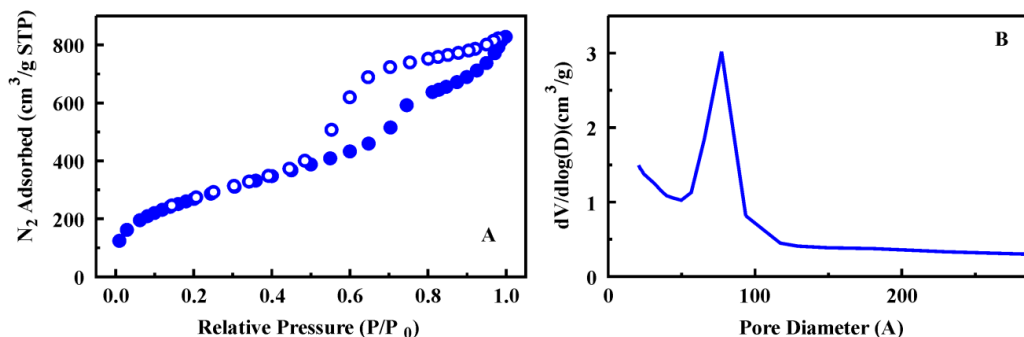 N₂ Adsorbed (cm³/g STP)
800
600
400
200
0
A
0.0 0.2 0.4 0.6 0.8 1.0
Relative Pressure (P/P₀)
dV/dlog(D)(cm³/g)
B
3
2
1
0
0 100 200
Pore Diameter (A)